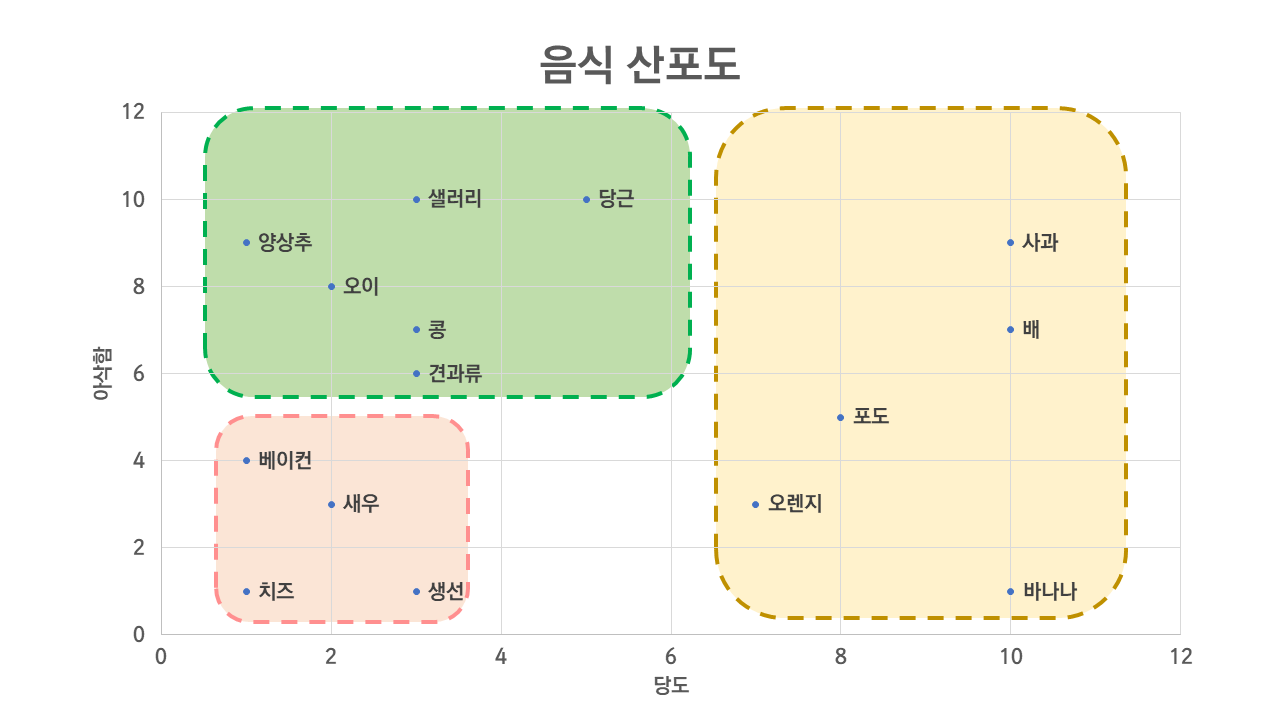 음식 산포도
12
10
8
6
4
2
0
아삭함
샐러리
당근
양상추
사과
오이
콩
배
견과류
포도
베이컨
새우
오렌지
치즈
생선
바나나
0 2 4 6 8 10 12
당도